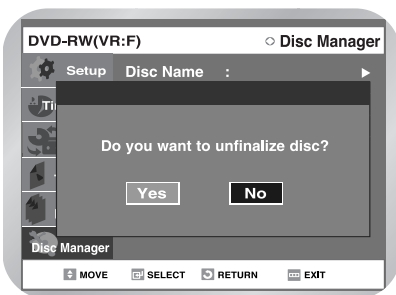 DVD-RW(VR:F) Disc Manager
Setup Disc Name : 
Ti
Do you want to unfinalize disc?
Yes No
Disc Manager
MOVE SELECT RETURN EXIT